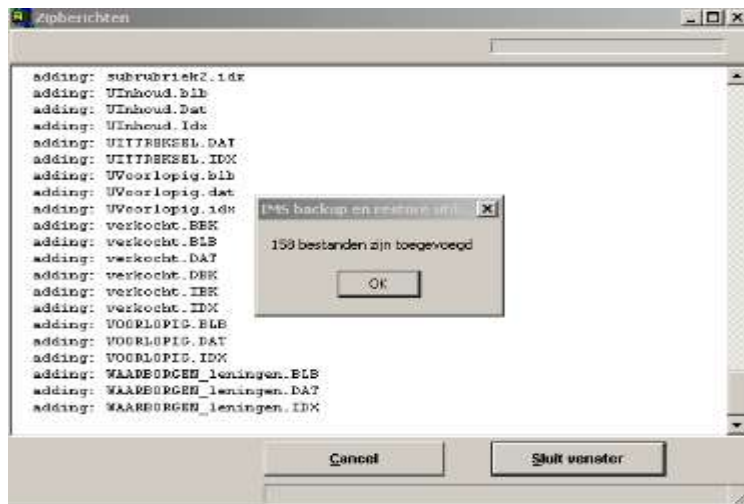 Zipberichten
adding: subrubriek2.idx
adding: UInhoud.blb
adding: UInhoud.Dat
adding: UInhoud.Idx
adding: UITTREKSEL.DAT
adding: UITTREKSEL.IDX
adding: UVoorlopig.blb
adding: UVoorlopig.dat
adding: UVoorlopig.idx
adding: verkocht.BBK
adding: verkocht.BLB
adding: verkocht.DAT
adding: verkocht.DBK
adding: verkocht.IBK
adding: verkocht.IDX
adding: VOORLOPIG.BLB
adding: VOORLOPIG.DAT
adding: VOORLOPIG.IDX
adding: WAARBORGEN_leningen.BLB
adding: WAARBORGEN_leningen.DAT
adding: WAARBORGEN_leningen.IDX
backup en restore
158 bestanden zijn toegevoegd
OK
Cancel
Sluit venster